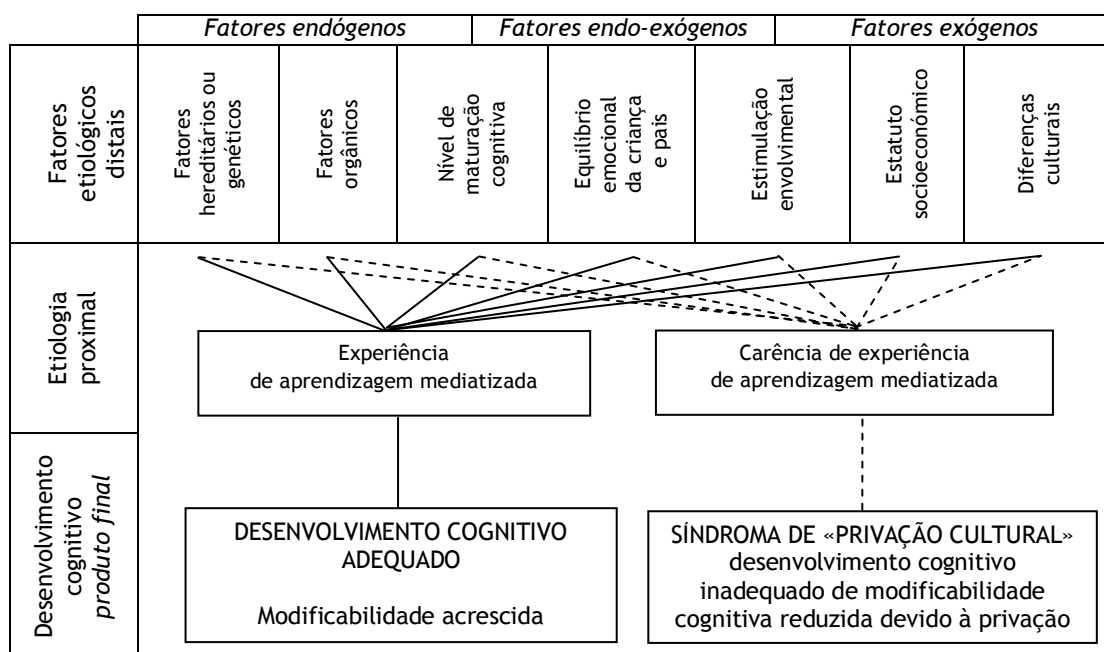 Fatores endógenos
Fatores endo-exógenos
Fatores exógenos
Fatores
etiológicos
distais
Fatores
hereditários ou
genéticos
Fatores
orgânicos
Nível de
maturação
cognitiva
Equilíbrio
emocional
da criança
e pais
Estimulação
envolvimental
Estatuto
socioeconómico
Diferenças
culturais
Etiologia
proximal
Experiência
de aprendizagem mediatizada
Carência de experiência
de aprendizagem mediatizada
Desenvolvimento
cognitivo
produto final
DESENVOLVIMENTO COGNITIVO
ADEQUADO
Modificabilidade acrescida
SÍNDROMA DE «PRIVAÇÃO CULTURAL»
desenvolvimento cognitivo
inadequado de modificabilidade
cognitiva reduzida devido à privação